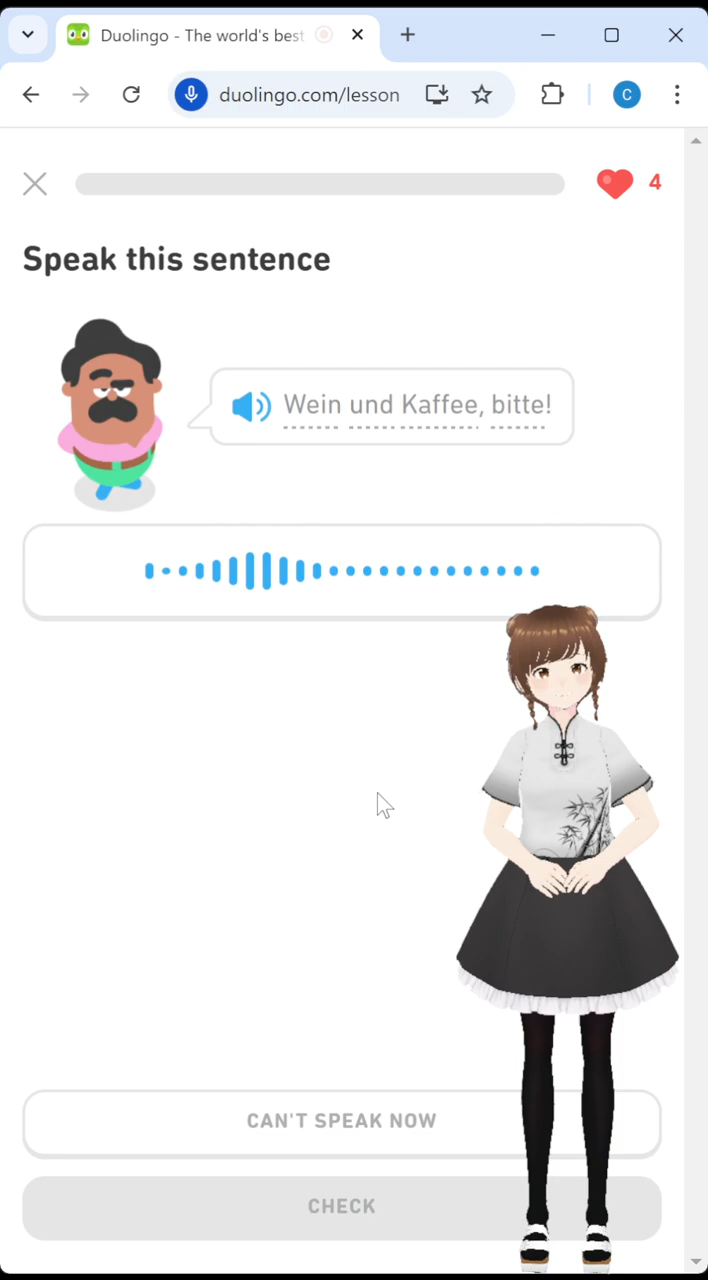 Duolingo - The world's best
duolingo.com/lesson
C
4
Speak this sentence
Wein und Kaffee, bitte!
CAN'T SPEAK NOW
CHECK